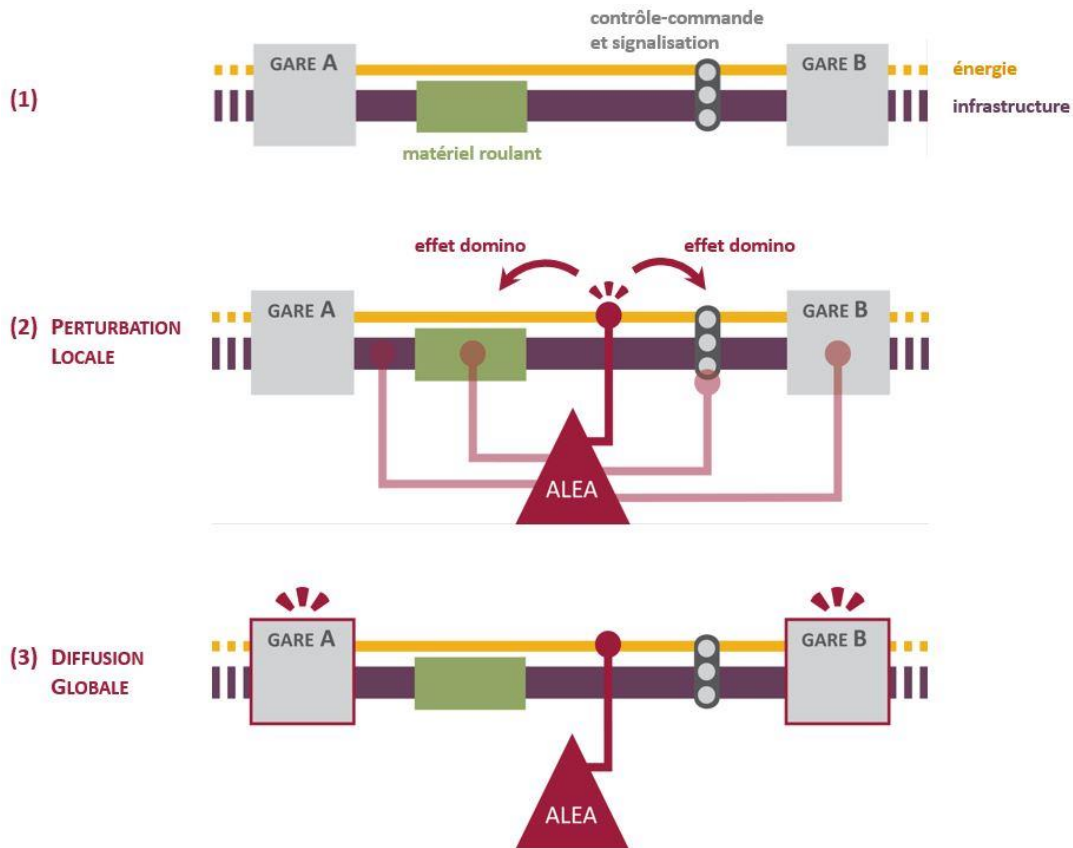 contrôle-commande
et signalisation
GARE A
GARE B
énergie
(1)
infrastructure
matériel roulant
effet domino
effet domino
GARE A
GARE B
(2) PERTURBATION
LOCALE
ALEA
GARE A
GARE B
(3) DIFFUSION
GLOBALE
ALEA